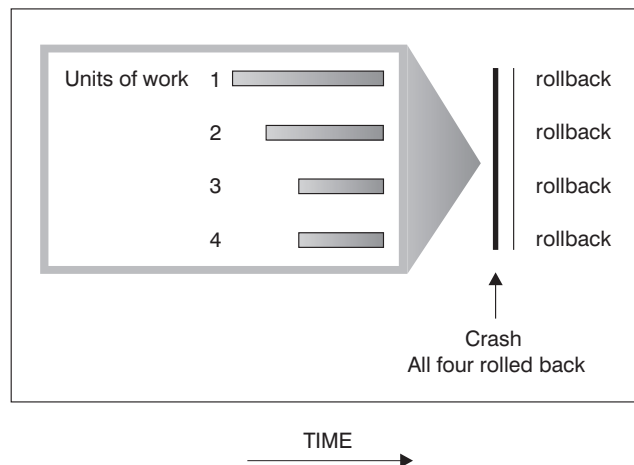 Units of work 1 rollback
2 rollback
3 rollback
4 rollback
Crash
All four rolled back
TIME